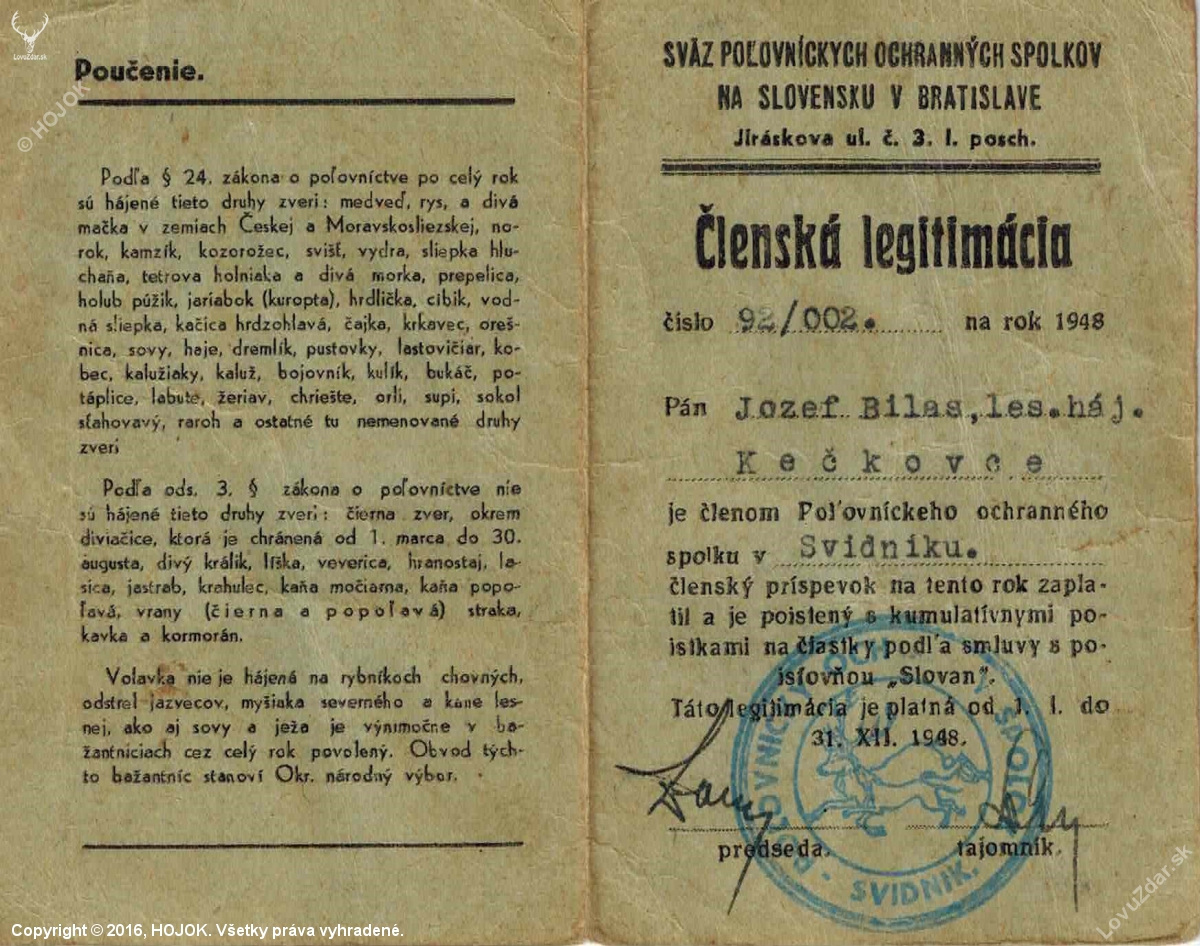 LovuZdar.sk
© HOJOK
Poučenie.
Podľa § 24. zákona o poľovníctve po celý rok
sú hájené tieto druhy zveri: medveď, rys, a divá
mačka v zemiach Českej a Moravskosliezskej, no-
rok, kamzík, kozorožec, svišť, vydra, sliepka hlu-
chaňa, tetrova holniaka a divá morka, prepelica,
holub púžik, jariabok (kuropta), hrdlička, cibik, vod-
ná sliepka, kačica hrdzohlavá, čajka, krkavec, oreš-
nica, sovy, haje, dremlík, pustovky, lastovičiar, ko-
bec, kalužiaky, kaluž, bojovník, kulík, bukáč, po-
táplice, labute, žeriav, chriešte, orli, supi, sokol
sťahovavý, raroh a ostatné tu nemenované druhy
zveri
Podľa ods. 3. § zákona o poľovníctve nie
sú hájené tieto druhy zveri: čierna zver, okrem
diviačice, ktorá je chránená od 1. marca do 30.
augusta, divý králik, líška, veverica, hranostaj, la-
sica, jastrab, krahulec, kaňa močiarna, kaňa popo-
ľavá, vrany (čierna a popoľavá) straka,
kavka a kormorán.
Volavka nie je hájená na rybníkoch chovných,
odstrel jazvecov, myšiaka severného a káne les-
nej, ako aj sovy a ježa je výnimočne v ba-
žantniciach cez celý rok povolený. Obvod tých-
to bažantníc stanoví Okr. národný výbor.
SVÄZ POĽOVNÍCKYCH OCHRANNÝCH SPOLKOV
NA SLOVENSKU V BRATISLAVE
Jiráskova ul. č. 3. I. posch.
Členská legitimácia
číslo 92/002. na rok 1948
Pán Jozef Bilas, les.háj.
Kečkovce
je členom Poľovníckeho ochranného
spolku v Svidníku.
členský príspevok na tento rok zapla-
til a je poistený s kumulatívnymi po-
istkami na čiastky podľa smluvy s po-
isťovňou „Slovan".
Táto legitimácia je platná od 1. I. do
31. XII. 1948.
predseda. tajomník.
SVIDNÍK.
LovuZdar.sk
Copyright © 2016, HOJOK. Všetky práva vyhradené.